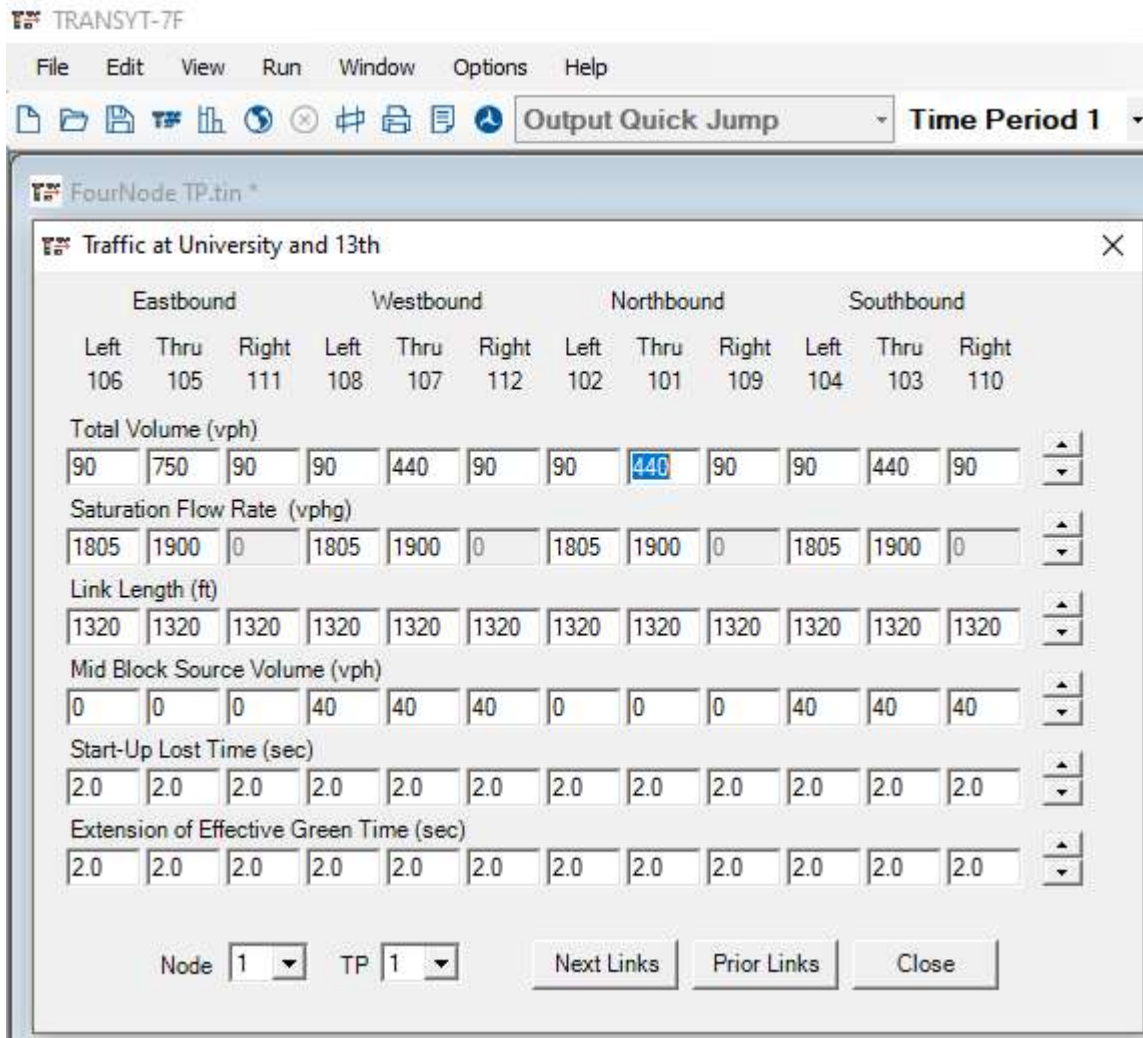 TRANSYT-7F
File Edit View Run Window Options Help
Output Quick Jump Time Period 1
FourNode TP.tin *
Traffic at University and 13th
Eastbound Westbound Northbound Southbound
Left Thru Right Left Thru Right Left Thru Right Left Thru Right
106 105 111 108 107 112 102 101 109 104 103 110
Total Volume (vph)
90 750 90 90 440 90 90 440 90 90 440 90
Saturation Flow Rate (vphg)
1805 1900 0 1805 1900 0 1805 1900 0 1805 1900 0
Link Length (ft)
1320 1320 1320 1320 1320 1320 1320 1320 1320 1320 1320 1320
Mid Block Source Volume (vph)
0 0 0 40 40 40 0 0 0 40 40 40
Start-Up Lost Time (sec)
2.0 2.0 2.0 2.0 2.0 2.0 2.0 2.0 2.0 2.0 2.0 2.0
Extension of Effective Green Time (sec)
2.0 2.0 2.0 2.0 2.0 2.0 2.0 2.0 2.0 2.0 2.0 2.0
Node 1 TP 1 Next Links Prior Links Close